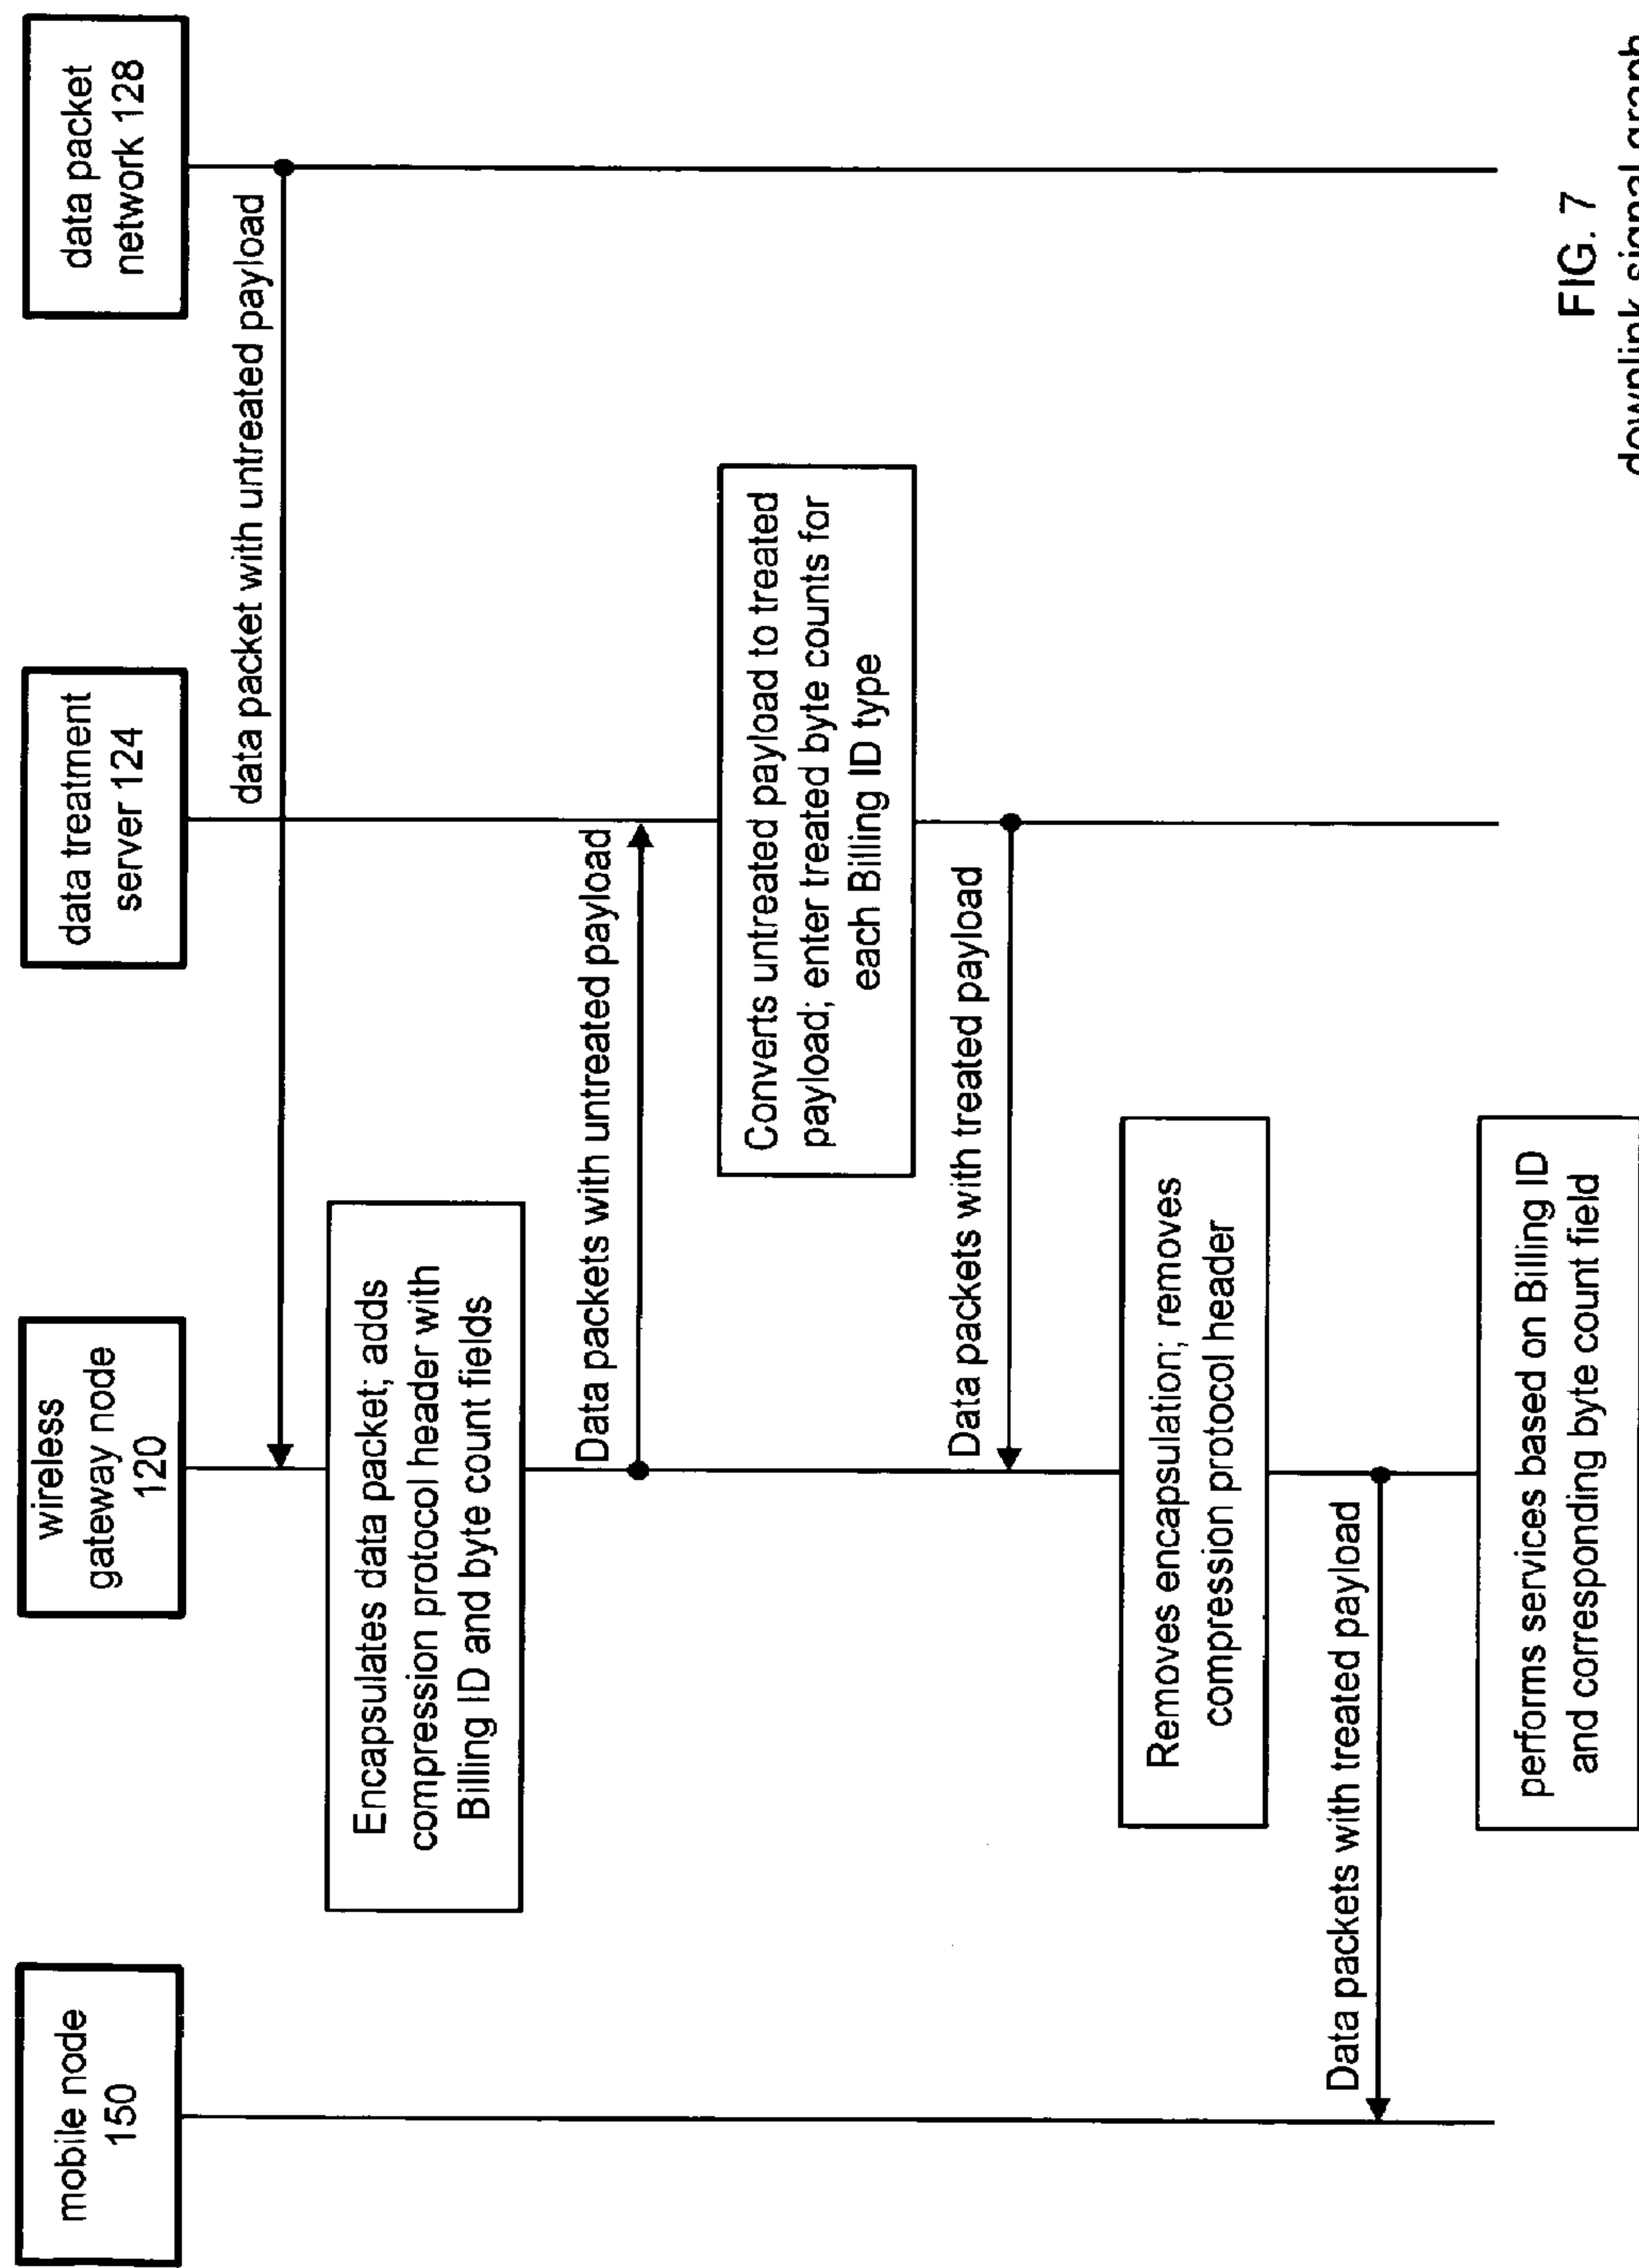 mobile node
150
wireless
gateway node
120
data treatment
server 124
data packet
network 128
data packet with untreated payload
Encapsulates data packet; adds
compression protocol header with
Billing ID and byte count fields
Data packets with untreated payload
Converts untreated payload to treated
payload; enter treated byte counts for
each Billing ID type
Data packets with treated payload
Removes encapsulation; removes
compression protocol header
Data packets with treated payload
performs services based on Billing ID
and corresponding byte count field
FIG. 7
downlink signal graph